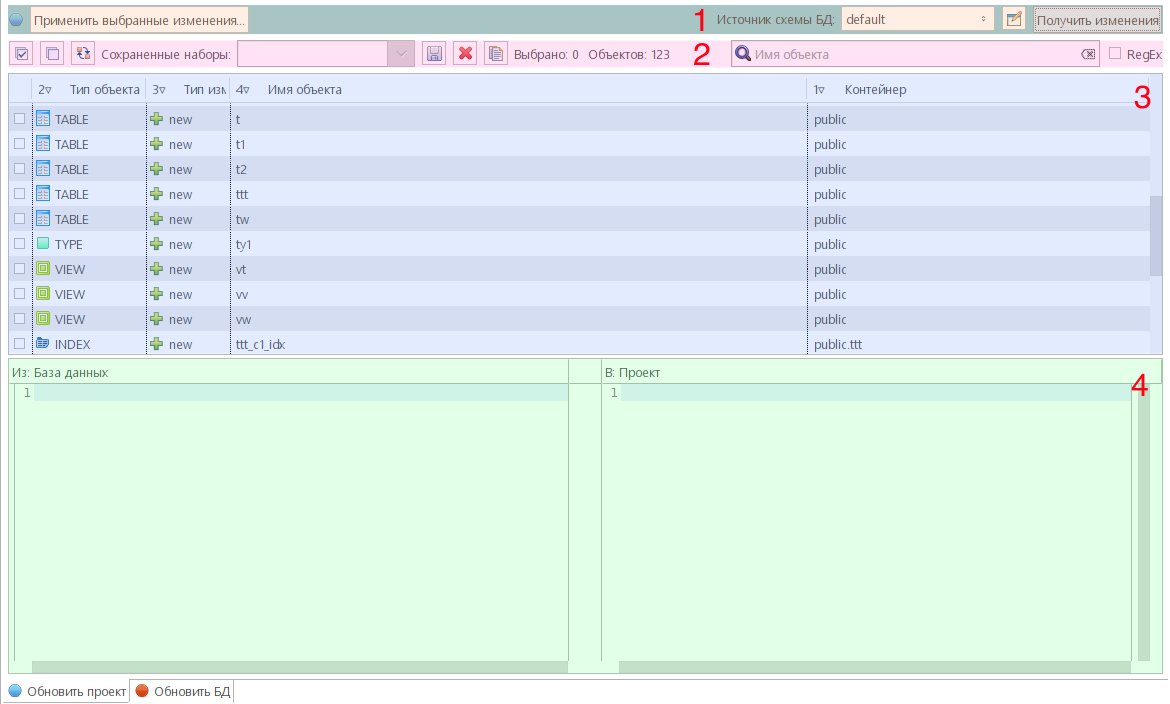 Применить выбранные изменения... 1 Источник схемы БД: default Получить изменения
Сохраненные наборы: Выбрано: 0 Объектов: 123 2 Имя объекта RegEx
2 Тип объекта 3 Тип изм 4 Имя объекта 1 Контейнер 3
TABLE new t public
TABLE new t1 public
TABLE new t2 public
TABLE new ttt public
TABLE new tw public
TYPE new ty1 public
VIEW new vt public
VIEW new vv public
VIEW new vw public
INDEX new ttt_c1_idx public.ttt
Из: База данных В: Проект 4
1 1
Обновить проект Обновить БД